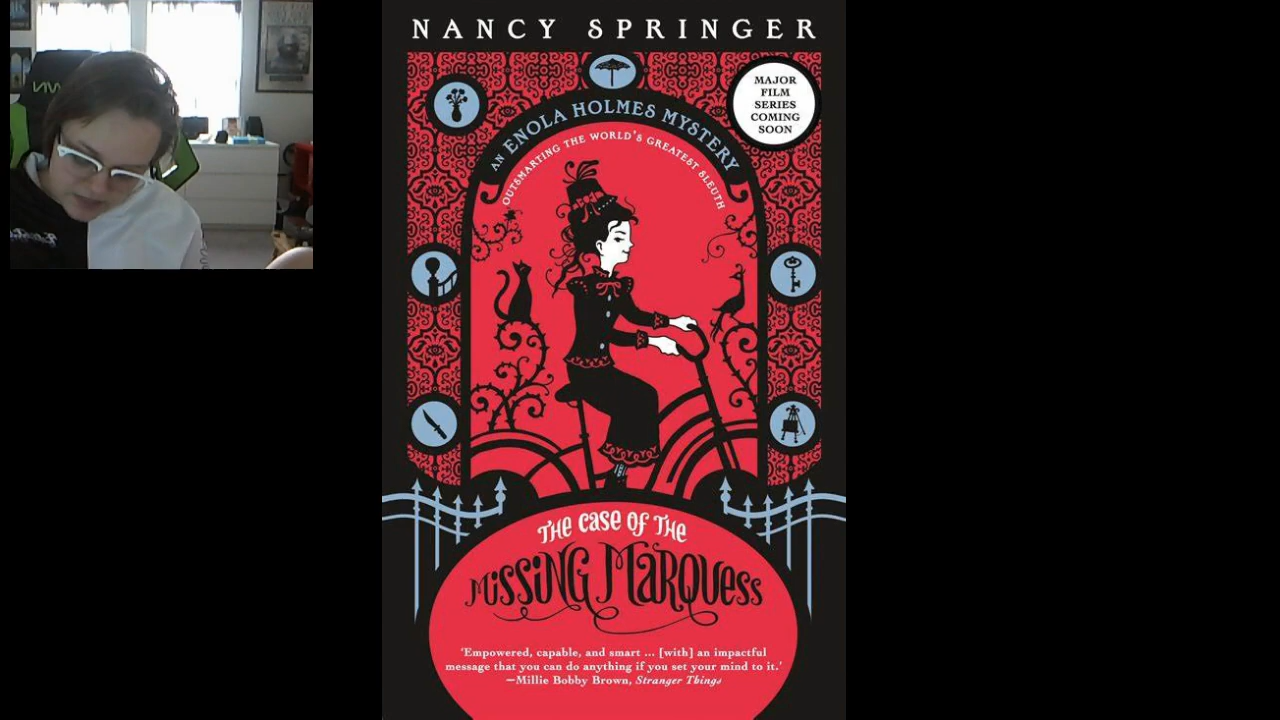 NANCY SPRINGER
MAJOR
FILM
SERIES
COMING
SOON
AN ENOLA HOLMES MYSTERY
OUTSMARTING THE WORLD'S GREATEST SLEUTH
THE CASE OF THE
MISSING MARQUESS
'Empowered, capable, and smart ... [with] an impactful
message that you can do anything if you set your mind to it.'
—Millie Bobby Brown, Stranger Things